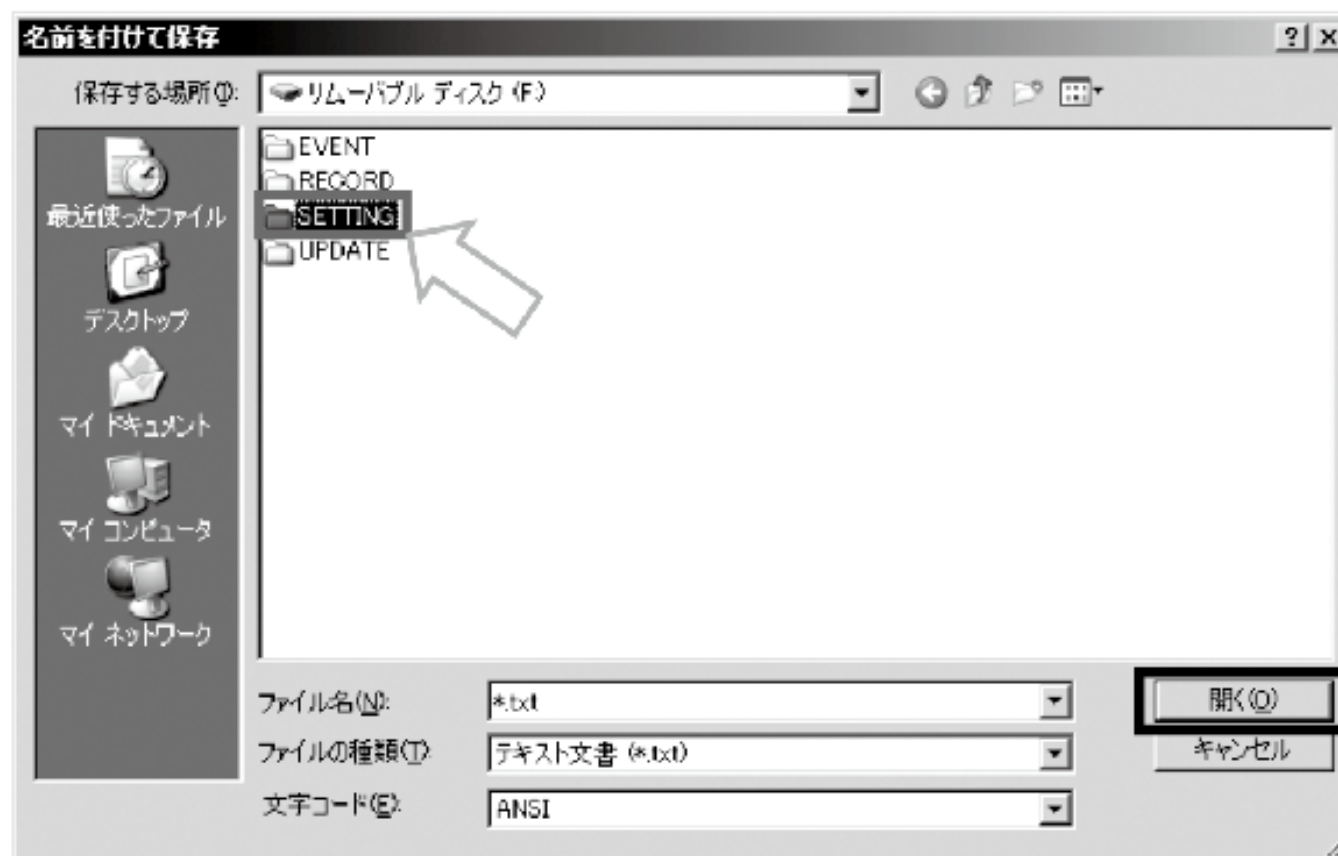 名前を付けて保存
保存する場所(I):
リムーバブル ディスク (F:)
EVENT
RECORD
SETTING
UPDATE
最近使ったファイル
デスクトップ
マイ ドキュメント
マイ コンピュータ
マイ ネットワーク
ファイル名(N):
*.txt
開く(O)
ファイルの種類(T):
テキスト文書 (*.txt)
キャンセル
文字コード(E):
ANSI